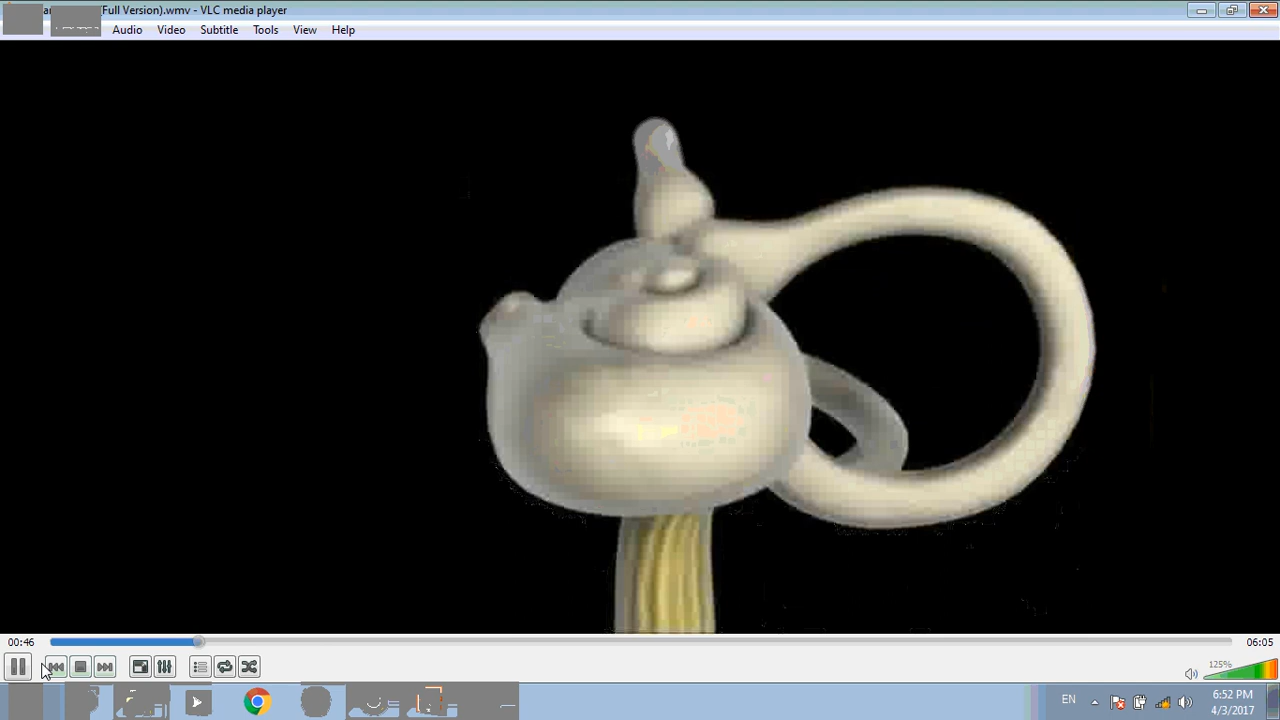 (Full Version).wmv - VLC media player
Audio Video Subtitle Tools View Help
00:46
06:05
125%
EN
6:52 PM
4/3/2017